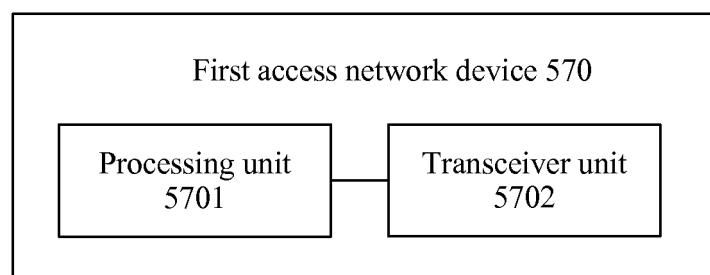 First access network device 570
Processing unit
5701
Transceiver unit
5702